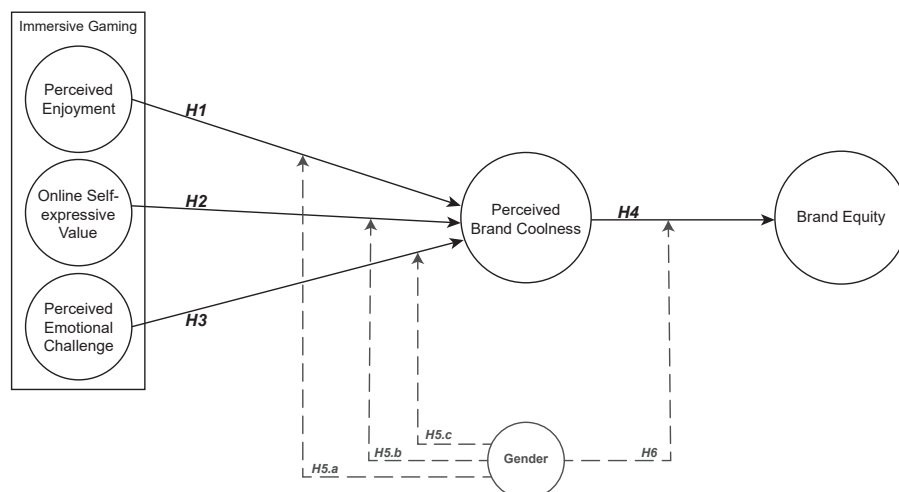 Immersive Gaming
Perceived
Enjoyment
H1
Online Self-
expressive
Value
H2
Perceived
Brand Coolness
H4
Brand Equity
Perceived
Emotional
Challenge
H3
H5.c
H5.b
Gender
H6
H5.a